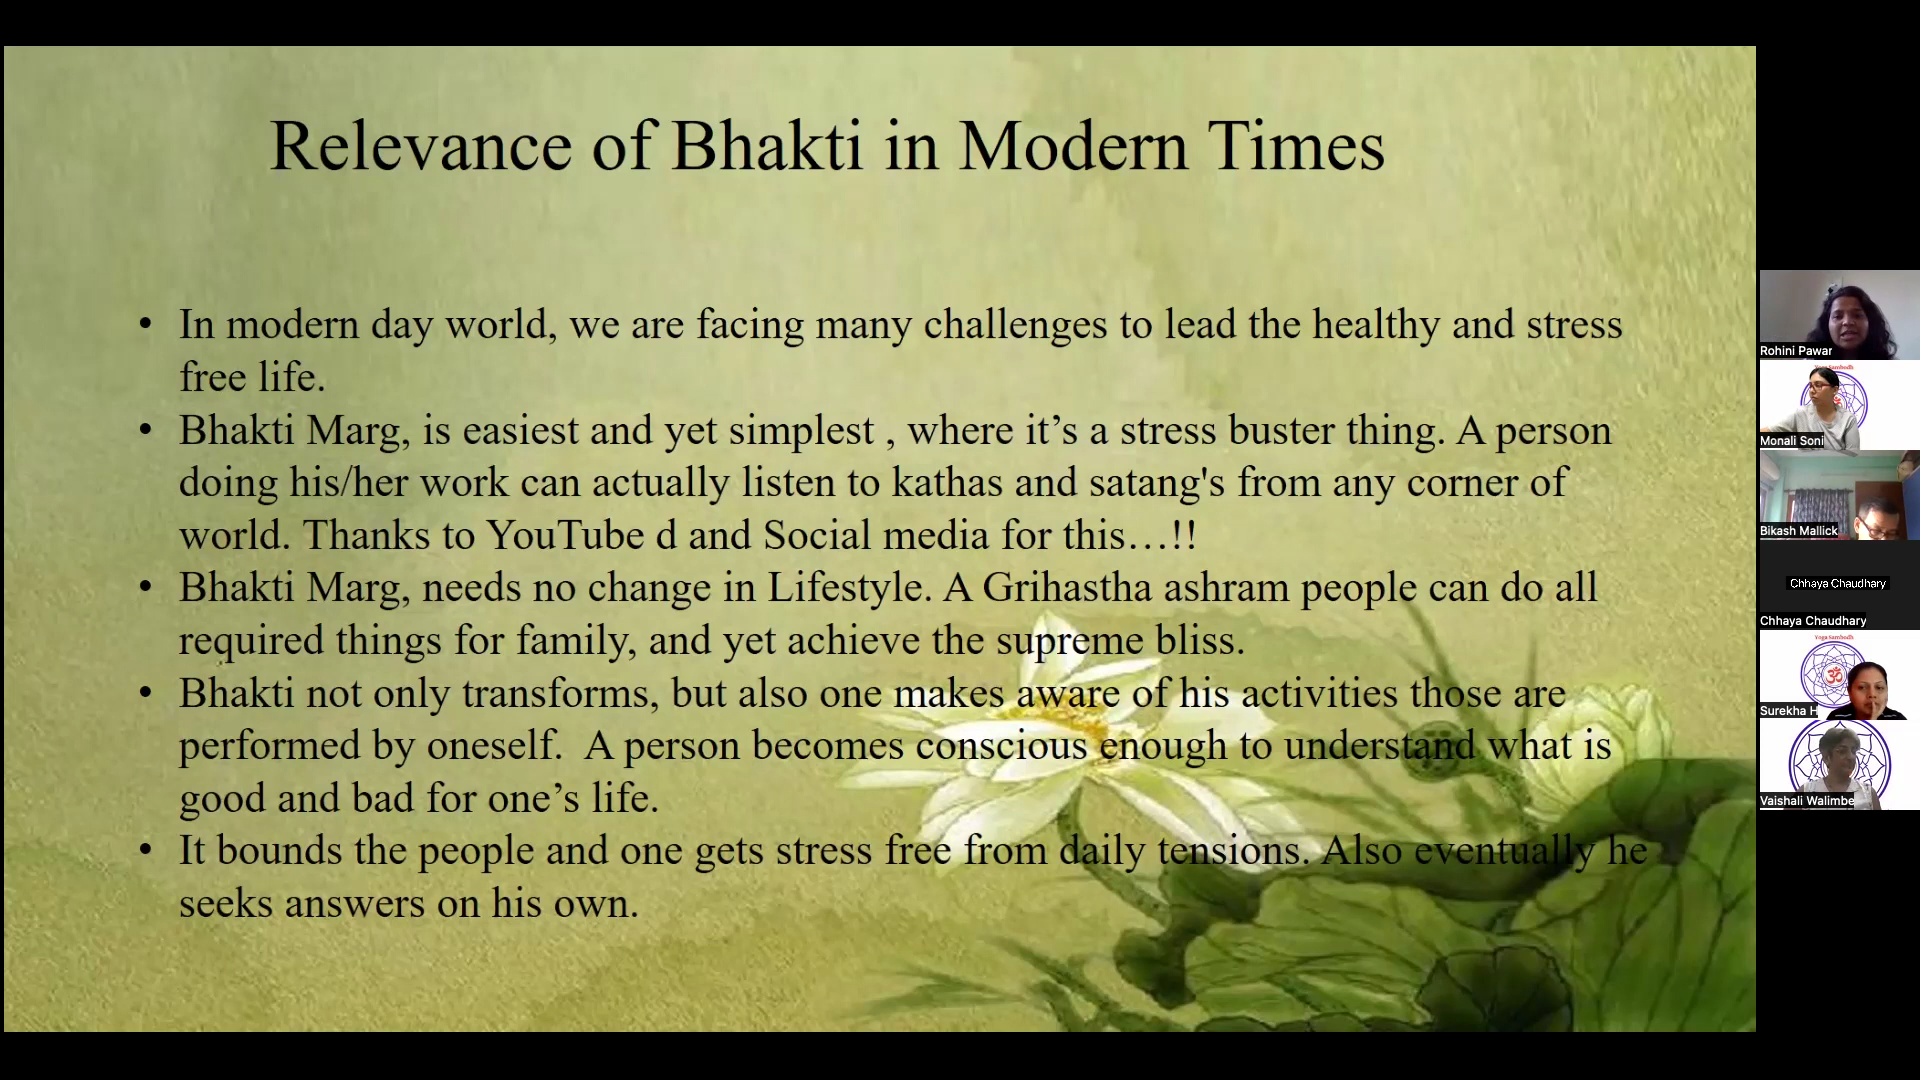 Relevance of Bhakti in Modern Times
• In modern day world, we are facing many challenges to lead the healthy and stress
free life.
• Bhakti Marg, is easiest and yet simplest , where it’s a stress buster thing. A person
doing his/her work can actually listen to kathas and satang's from any corner of
world. Thanks to YouTube d and Social media for this…!!
• Bhakti Marg, needs no change in Lifestyle. A Grihastha ashram people can do all
required things for family, and yet achieve the supreme bliss.
• Bhakti not only transforms, but also one makes aware of his activities those are
performed by oneself.  A person becomes conscious enough to understand what is
good and bad for one’s life.
• It bounds the people and one gets stress free from daily tensions. Also eventually he
seeks answers on his own.
Rohini Pawar
Yoga Sambodh
Monali Soni
Bikash Mallick
Chhaya Chaudhary
Chhaya Chaudhary
Yoga Sambodh
ॐ
Surekha H
Vaishali Walimbe